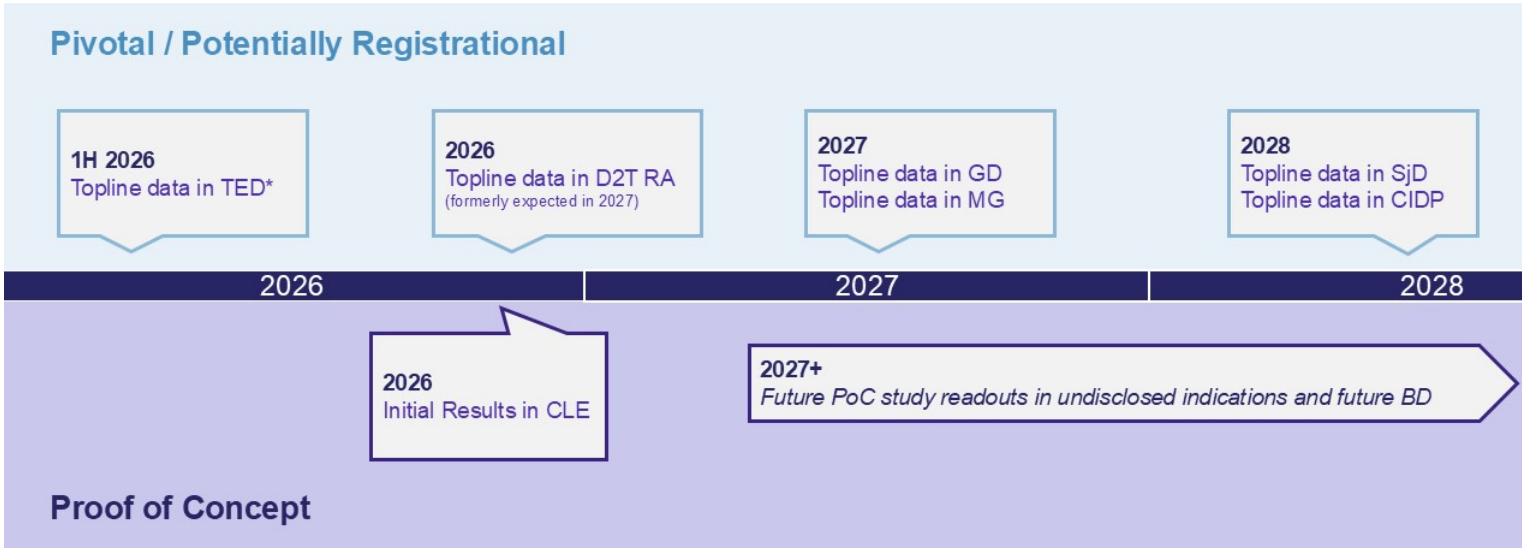 Pivotal / Potentially Registrational
1H 2026
Topline data in TED*
2026
Topline data in D2T RA
(formerly expected in 2027)
2027
Topline data in GD
Topline data in MG
2028
Topline data in SjD
Topline data in CIDP
2026
2027
2028
2026
Initial Results in CLE
2027+
Future PoC study readouts in undisclosed indications and future BD
Proof of Concept